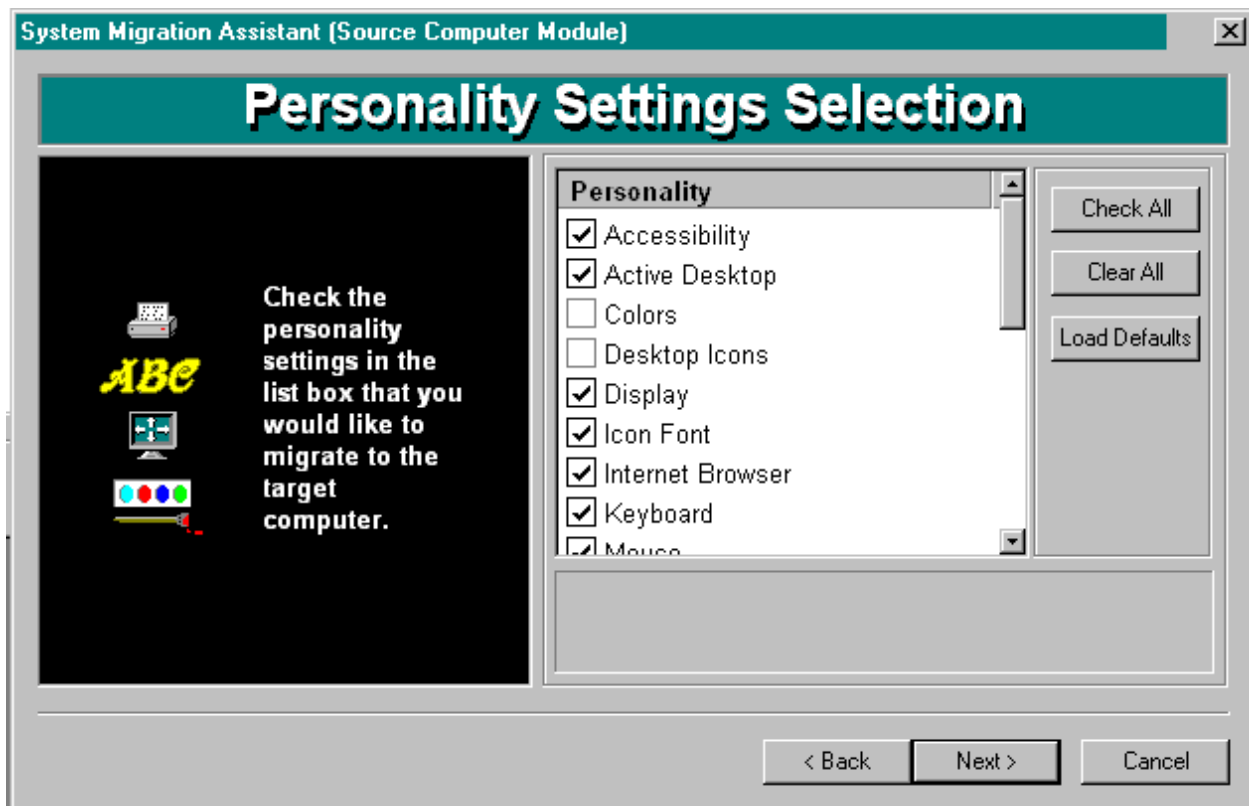 System Migration Assistant (Source Computer Module)
Personality Settings Selection
ABC
Check the
personality
settings in the
list box that you
would like to
migrate to the
target
computer.
Personality
Accessibility
Active Desktop
Colors
Desktop Icons
Display
Icon Font
Internet Browser
Keyboard
Mouse
Check All
Clear All
Load Defaults
< Back
Next >
Cancel